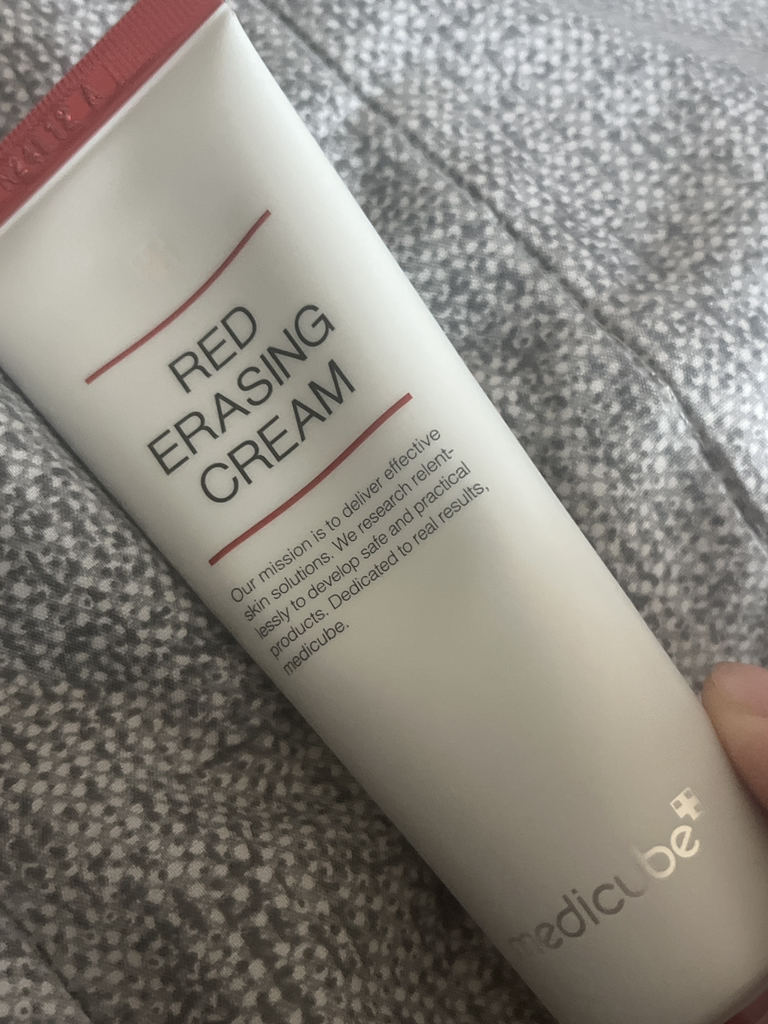 RED
ERASING
CREAM
Our mission is to deliver effective
skin solutions. We research relent-
lessly to develop safe and practical
products. Dedicated to real results,
medicube.
medicube